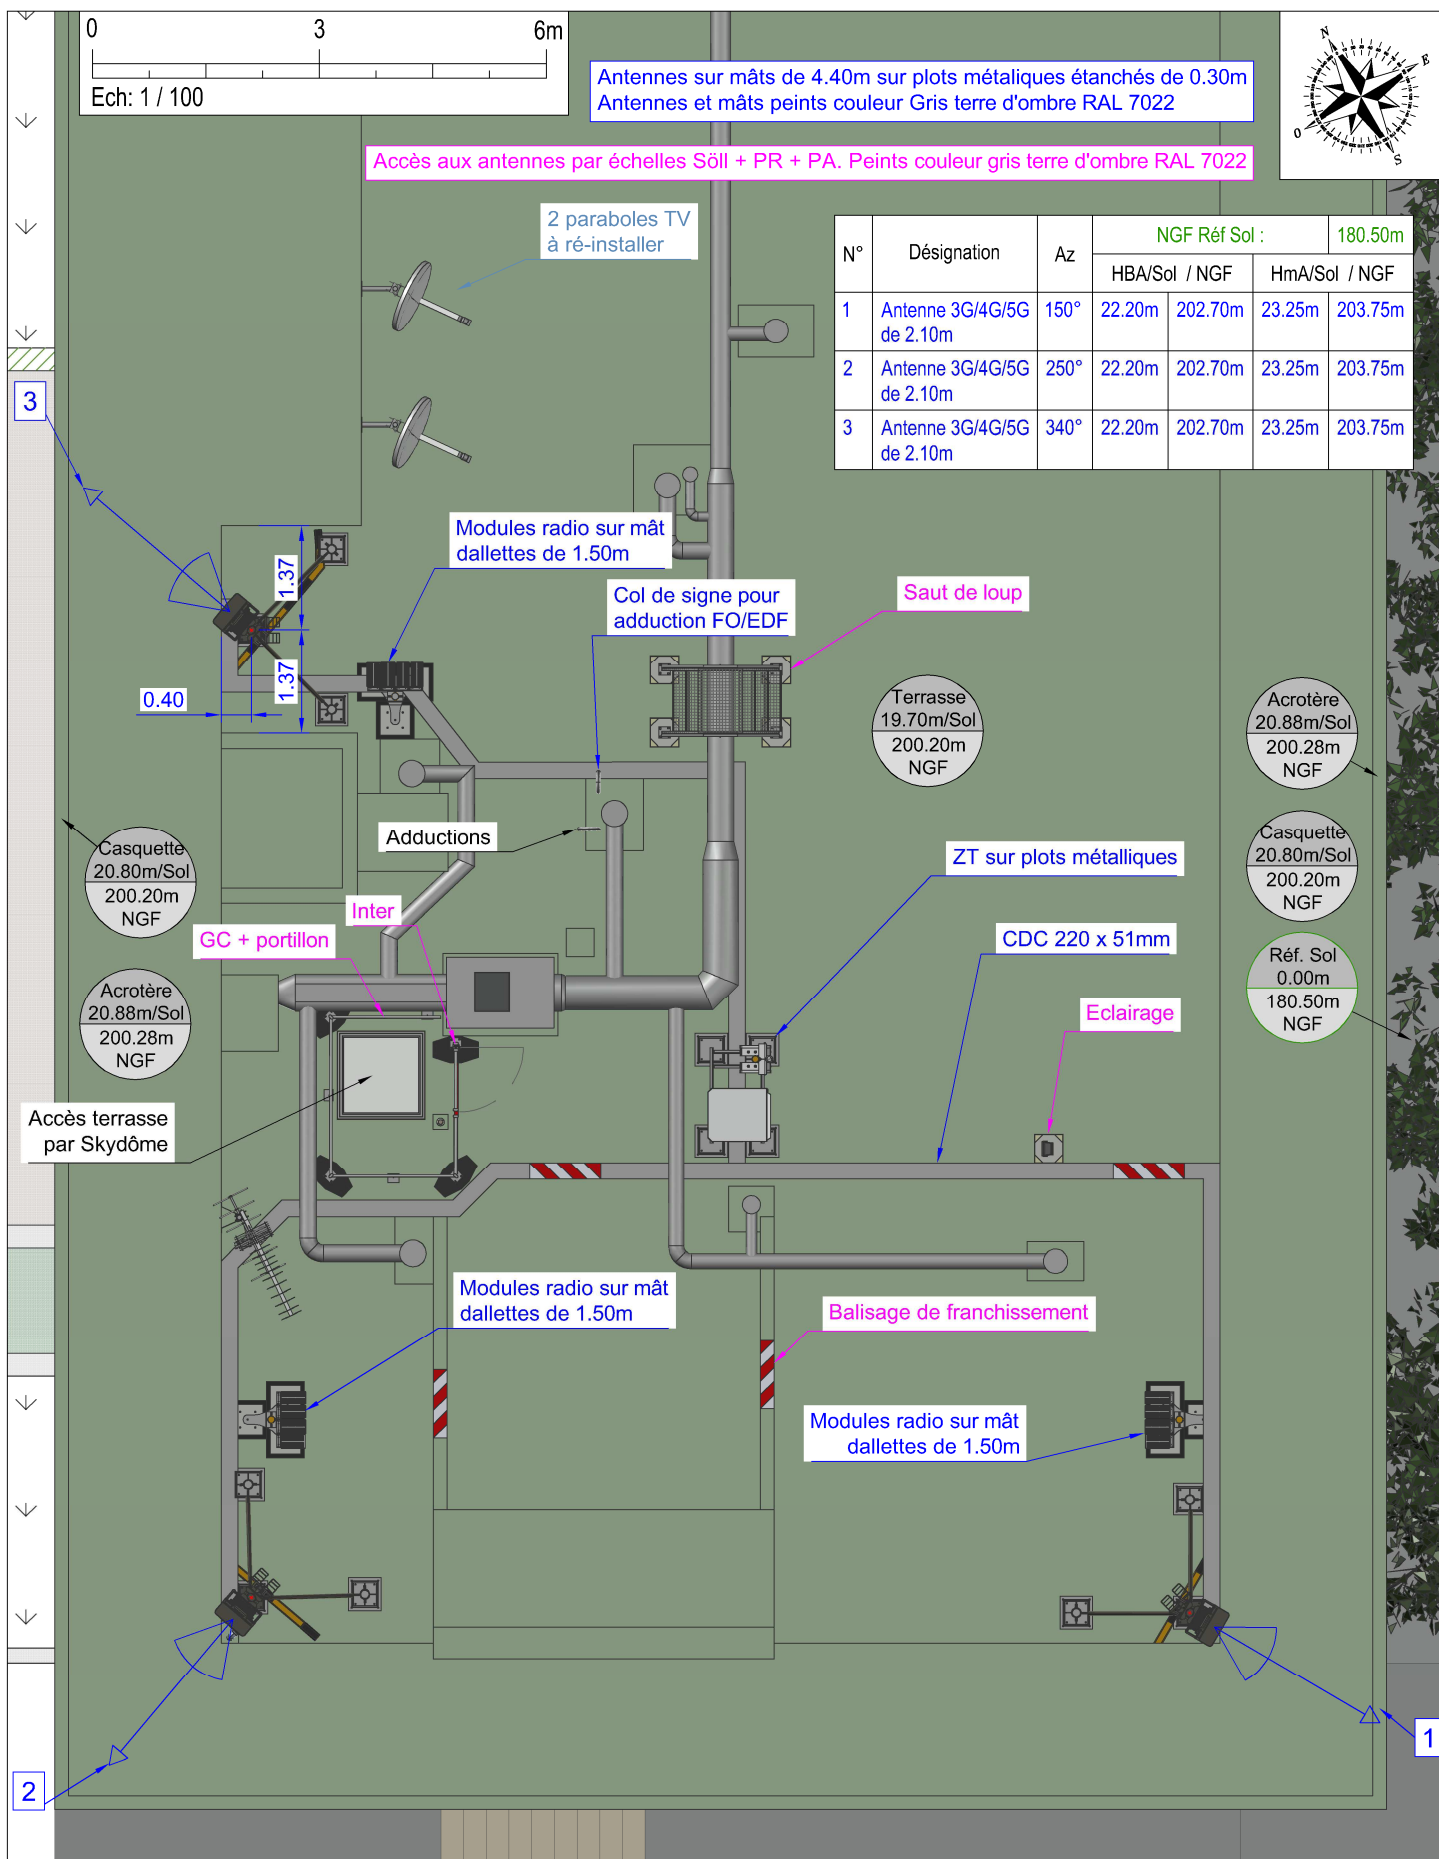 0 3 6m
Ech: 1 / 100
Antennes sur mâts de 4.40m sur plots métaliques étanchés de 0.30m
Antennes et mâts peints couleur Gris terre d'ombre RAL 7022
N
E
O
S
Accès aux antennes par échelles Söll + PR + PA. Peints couleur gris terre d'ombre RAL 7022
2 paraboles TV
à ré-installer
N° Désignation Az NGF Réf Sol : 180.50m
HBA/Sol / NGF HmA/Sol / NGF
1 Antenne 3G/4G/5G 150° 22.20m 202.70m 23.25m 203.75m
de 2.10m
2 Antenne 3G/4G/5G 250° 22.20m 202.70m 23.25m 203.75m
de 2.10m
3 Antenne 3G/4G/5G 340° 22.20m 202.70m 23.25m 203.75m
de 2.10m
3
Modules radio sur mât
dallettes de 1.50m
1.37
1.37
0.40
Col de signe pour
adduction FO/EDF
Saut de loup
Terrasse
19.70m/Sol
200.20m
NGF
Acrotère
20.88m/Sol
200.28m
NGF
Casquette
20.80m/Sol
200.20m
NGF
Adductions
Casquette
20.80m/Sol
200.20m
NGF
ZT sur plots métalliques
Inter
GC + portillon
CDC 220 x 51mm
Réf. Sol
0.00m
180.50m
NGF
Acrotère
20.88m/Sol
200.28m
NGF
Eclairage
Accès terrasse
par Skydôme
Modules radio sur mât
dallettes de 1.50m
Balisage de franchissement
Modules radio sur mât
dallettes de 1.50m
1
2